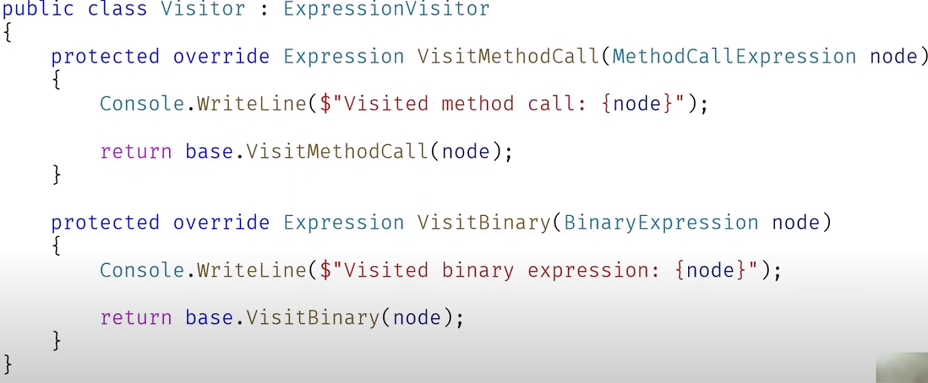 public class Visitor : ExpressionVisitor
{
    protected override Expression VisitMethodCall(MethodCallExpression node)
    {
        Console.WriteLine($"Visited method call: {node}");

        return base.VisitMethodCall(node);
    }

    protected override Expression VisitBinary(BinaryExpression node)
    {
        Console.WriteLine($"Visited binary expression: {node}");

        return base.VisitBinary(node);
    }
}